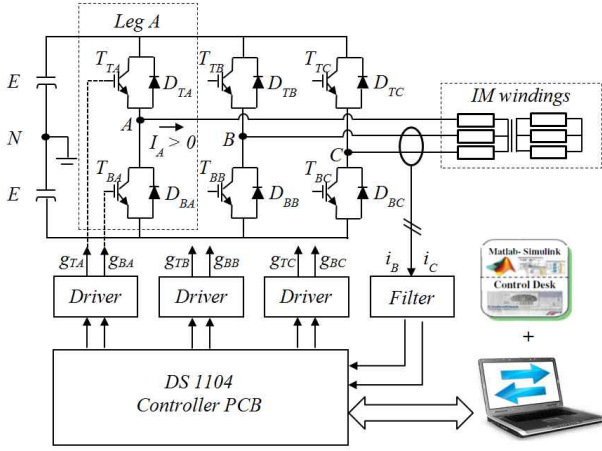 Leg A
T_TA
D_TA
T_TB
D_TB
T_TC
D_TC
IM windings
E
N
E
A
I_A > 0
B
C
T_BA
D_BA
T_BB
D_BB
T_BC
D_BC
g_TA
g_BA
g_TB
g_BB
g_TC
g_BC
i_B
i_C
Matlab- Simulink
Control Desk
Driver
Driver
Driver
Filter
+
DS 1104
Controller PCB